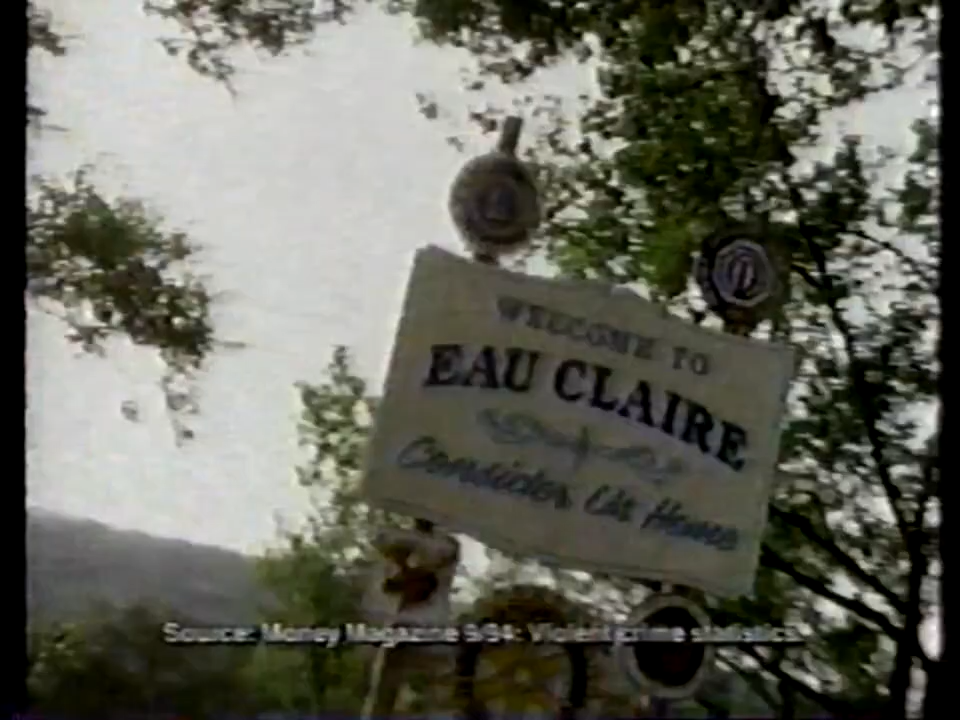 WELCOME TO
EAU CLAIRE
Consider Us Home
Source: Money Magazine 9/94: Violent crime statistics.